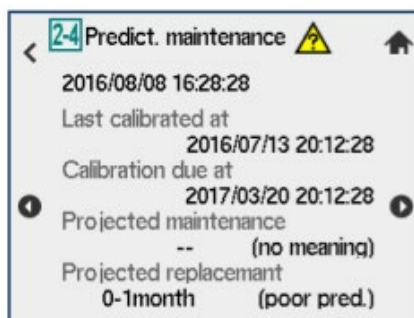 2-4 Predict. maintenance ?
2016/08/08 16:28:28
Last calibrated at
2016/07/13 20:12:28
Calibration due at
2017/03/20 20:12:28
Projected maintenance
-- (no meaning)
Projected replacemant
0-1month (poor pred.)